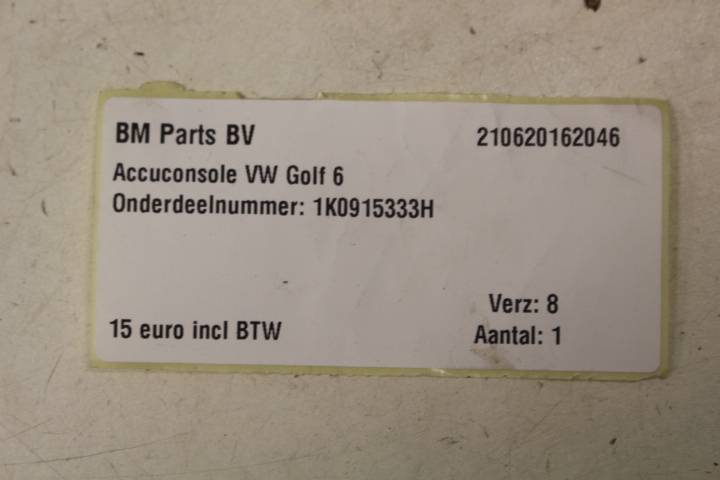 BM Parts BV 210620162046
Accuconsole VW Golf 6
Onderdeelnummer: 1K0915333H
Verz: 8
15 euro incl BTW Aantal: 1